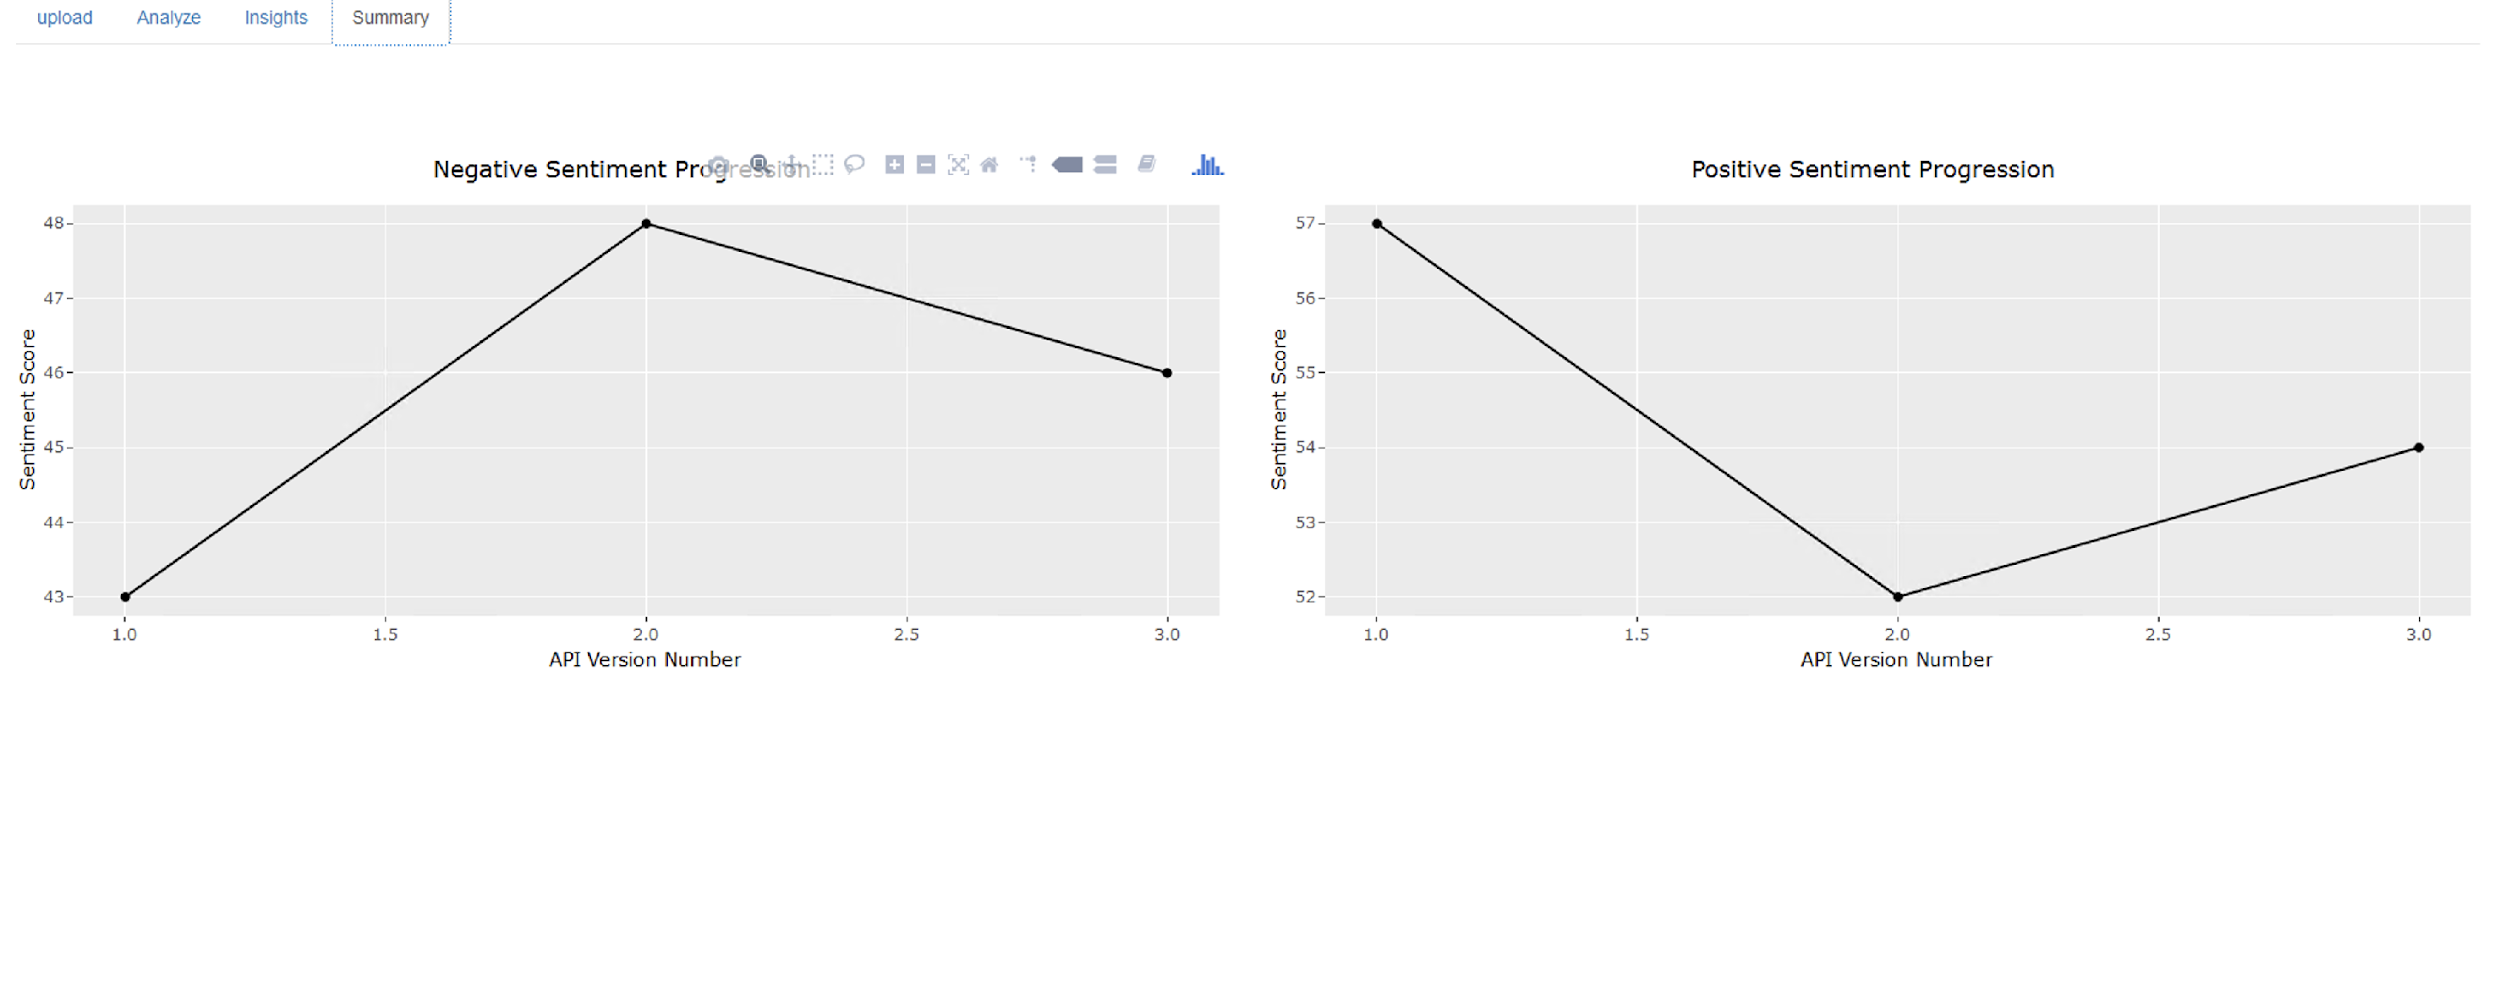 upload Analyze Insights Summary
Negative Sentiment Progression
48
47
46
45
44
43
Sentiment Score
1.0 1.5 2.0 2.5 3.0
API Version Number
Positive Sentiment Progression
57
56
55
54
53
52
Sentiment Score
1.0 1.5 2.0 2.5 3.0
API Version Number